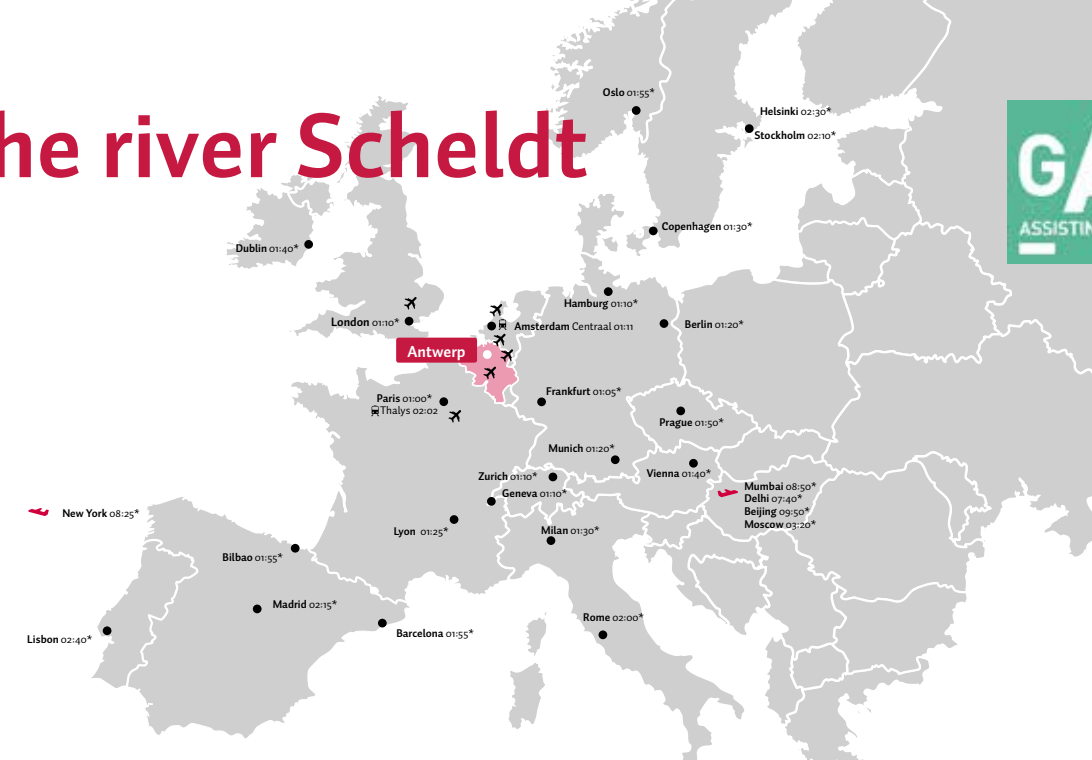 he river Scheldt
Oslo 01:55*
Helsinki 02:30*
Stockholm 02:10*
Copenhagen 01:30*
Dublin 01:40*
Hamburg 01:10*
London 01:10*
Amsterdam Centraal 01:11
Berlin 01:20*
Antwerp
Paris 01:00*
Thalys 02:02
Frankfurt 01:05*
Prague 01:50*
Munich 01:20*
Vienna 01:40*
Zurich 01:10*
Geneva 01:10*
Mumbai 08:50*
Delhi 07:40*
Beijing 09:50*
Moscow 03:20*
New York 08:25*
Lyon 01:25*
Milan 01:30*
Bilbao 01:55*
Madrid 02:15*
Rome 02:00*
Lisbon 02:40*
Barcelona 01:55*
G
ASSISTIN